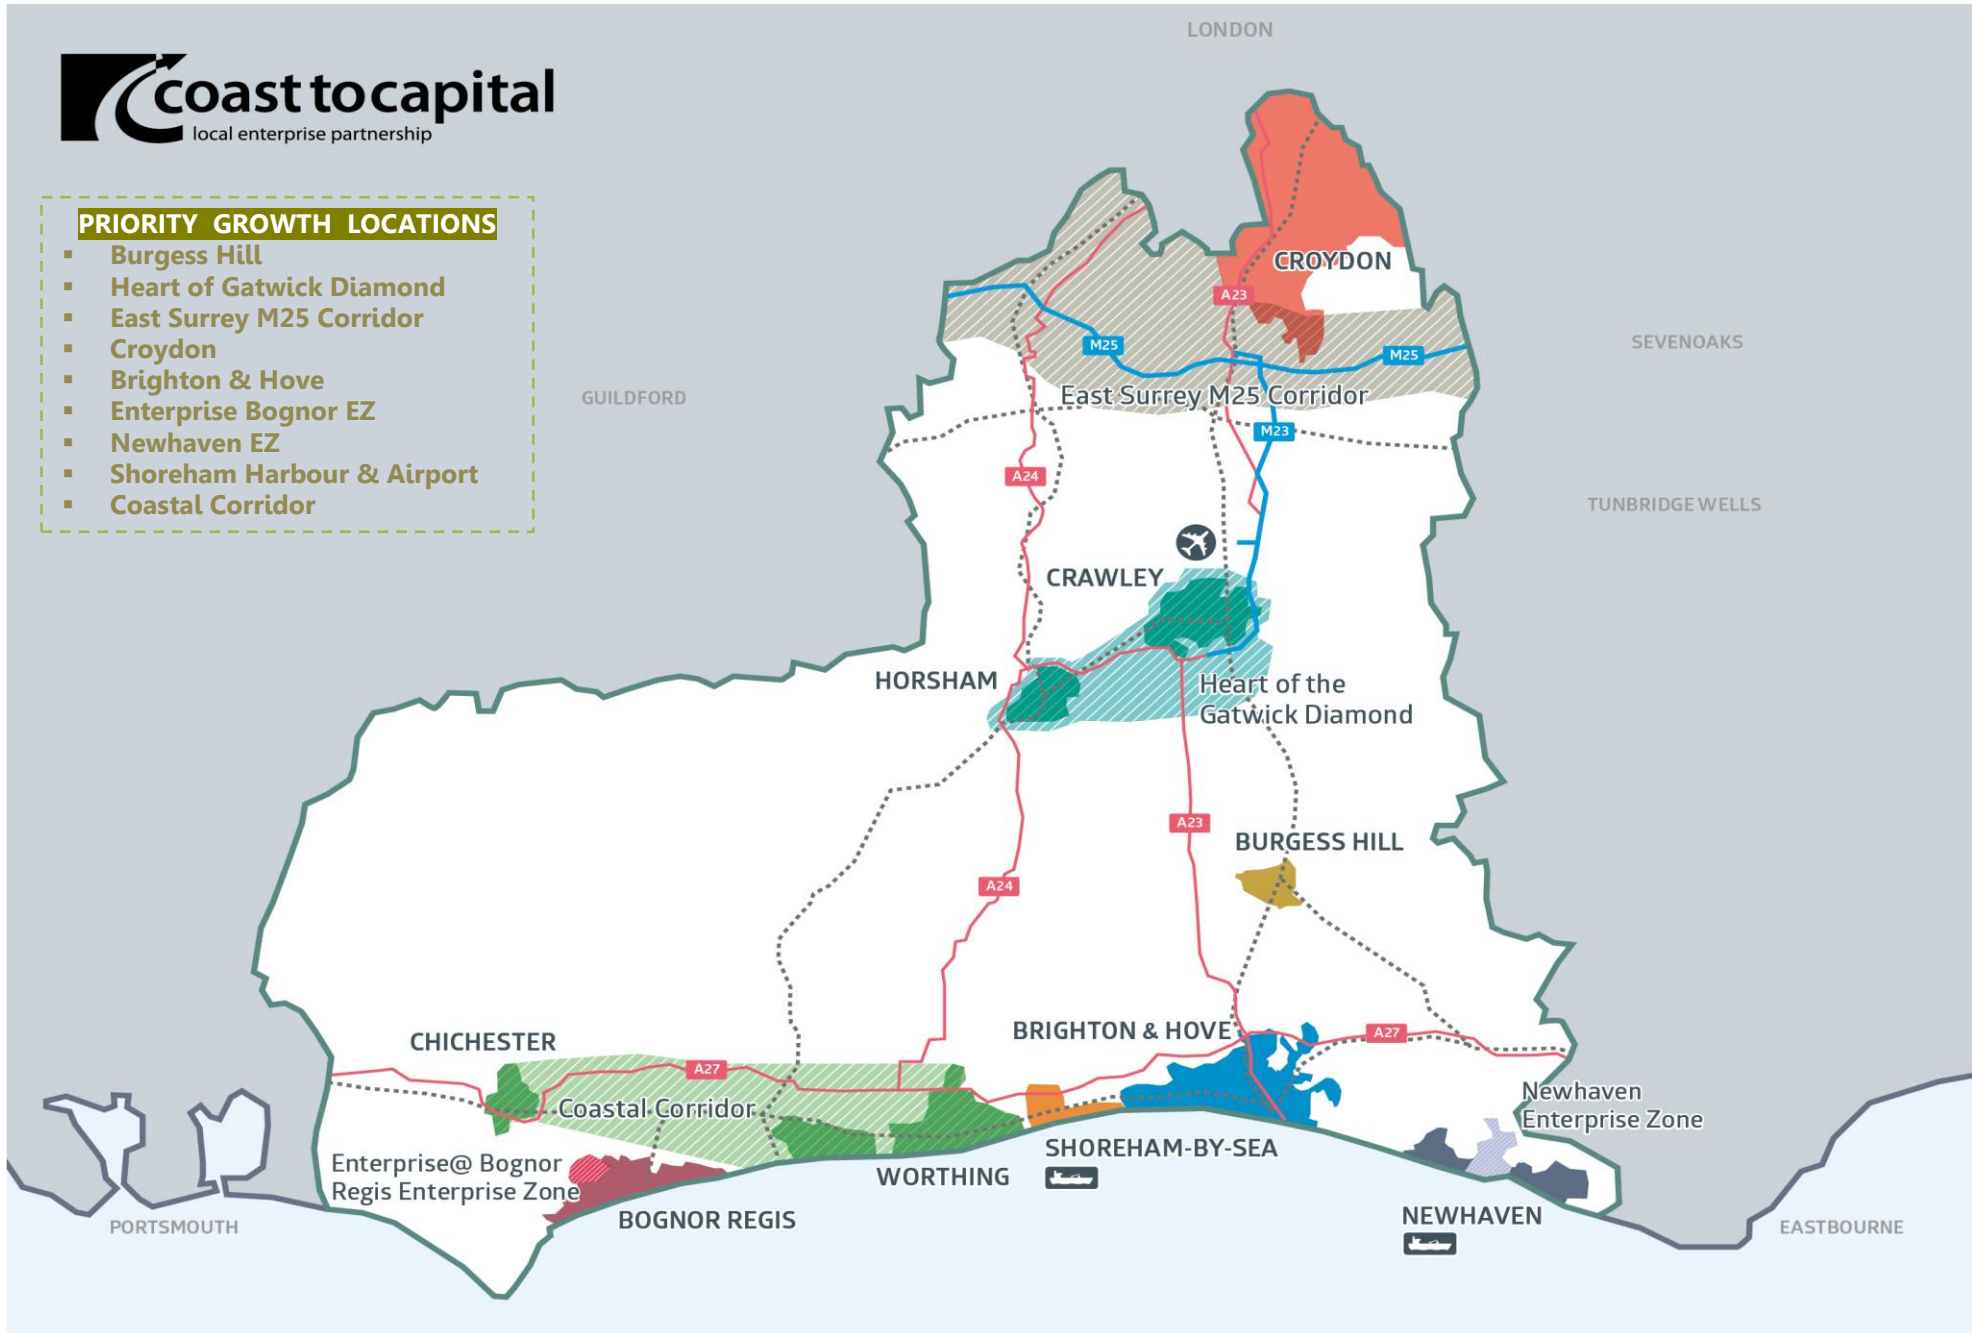 LONDON
coast to capital
local enterprise partnership
PRIORITY GROWTH LOCATIONS
▪ Burgess Hill
▪ Heart of Gatwick Diamond
▪ East Surrey M25 Corridor
▪ Croydon
▪ Brighton & Hove
▪ Enterprise Bognor EZ
▪ Newhaven EZ
▪ Shoreham Harbour & Airport
▪ Coastal Corridor
CROYDON
A23
M25
M25
SEVENOAKS
GUILDFORD
East Surrey M25 Corridor
M23
A24
TUNBRIDGE WELLS
CRAWLEY
HORSHAM
Heart of the
Gatwick Diamond
A23
BURGESS HILL
A24
BRIGHTON & HOVE
A27
CHICHESTER
A27
Coastal Corridor
Newhaven
Enterprise Zone
Enterprise@ Bognor
Regis Enterprise Zone
SHOREHAM-BY-SEA
WORTHING
BOGNOR REGIS
NEWHAVEN
PORTSMOUTH
EASTBOURNE